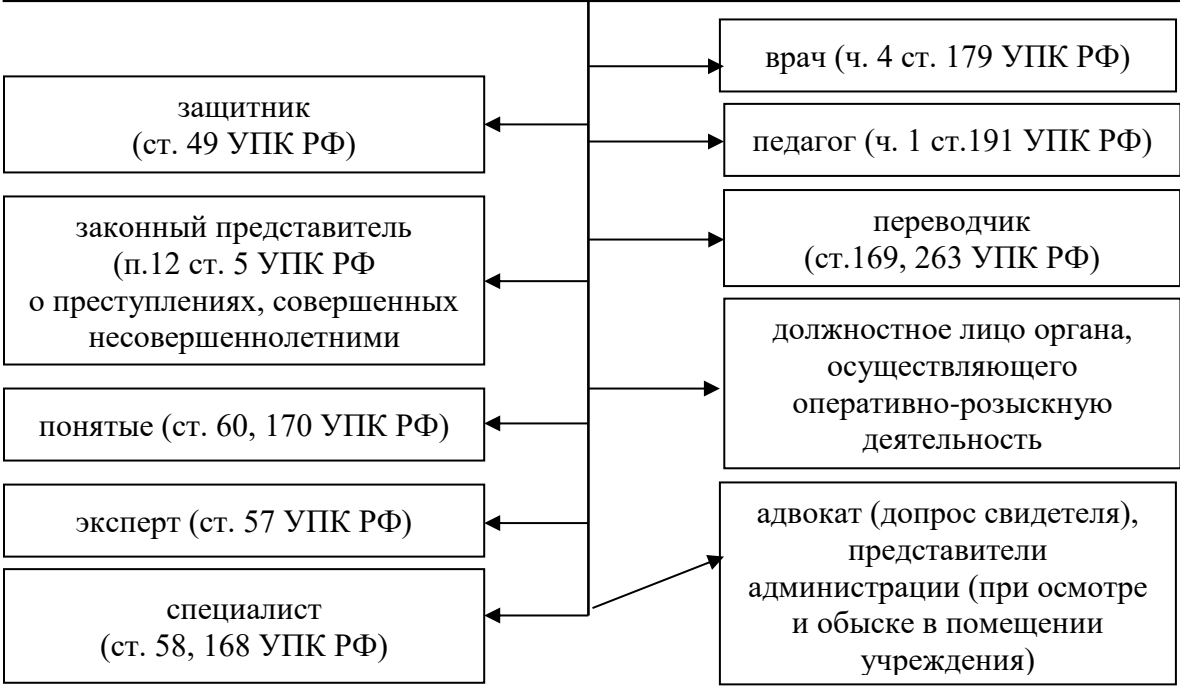 защитник
(ст. 49 УПК РФ)
законный представитель
(п.12 ст. 5 УПК РФ
о преступлениях, совершенных
несовершеннолетними
понятые (ст. 60, 170 УПК РФ)
эксперт (ст. 57 УПК РФ)
специалист
(ст. 58, 168 УПК РФ)
врач (ч. 4 ст. 179 УПК РФ)
педагог (ч. 1 ст.191 УПК РФ)
переводчик
(ст.169, 263 УПК РФ)
должностное лицо органа,
осуществляющего
оперативно-розыскную
деятельность
адвокат (допрос свидетеля),
представители
администрации (при осмотре
и обыске в помещении
учреждения)